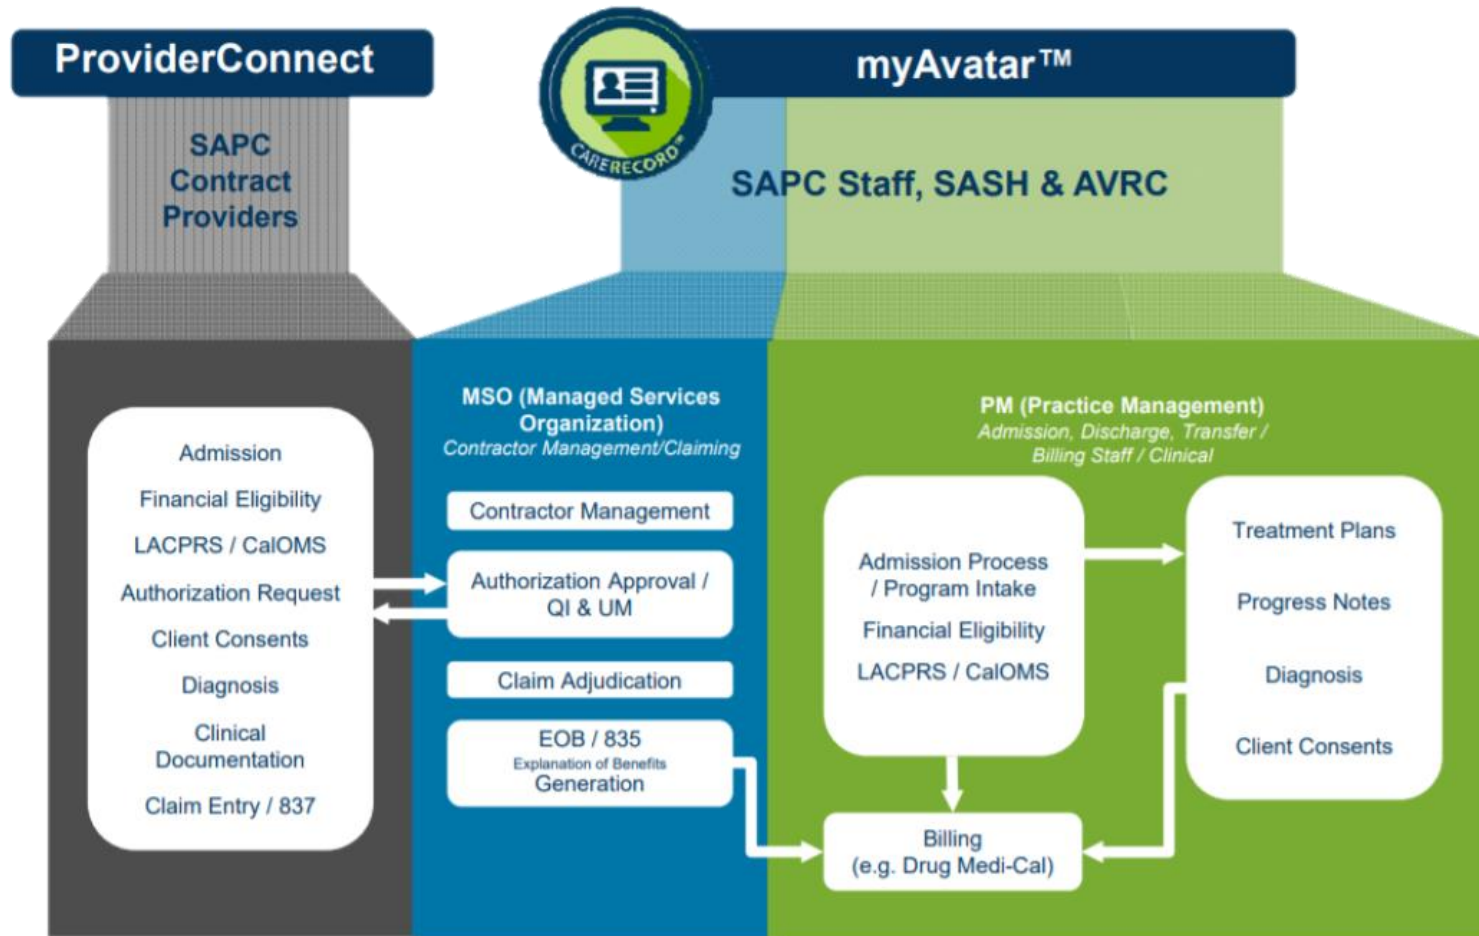 ProviderConnect
myAvatar™
CARERECORD™
SAPC
Contract
Providers
SAPC Staff, SASH & AVRC
Admission
Financial Eligibility
LACPRS / CalOMS
Authorization Request
Client Consents
Diagnosis
Clinical
Documentation
Claim Entry / 837
MSO (Managed Services
Organization)
Contractor Management/Claiming
Contractor Management
Authorization Approval /
QI & UM
Claim Adjudication
EOB / 835
Explanation of Benefits
Generation
PM (Practice Management)
Admission, Discharge, Transfer /
Billing Staff / Clinical
Admission Process
/ Program Intake
Financial Eligibility
LACPRS / CalOMS
Treatment Plans
Progress Notes
Diagnosis
Client Consents
Billing
(e.g. Drug Medi-Cal)